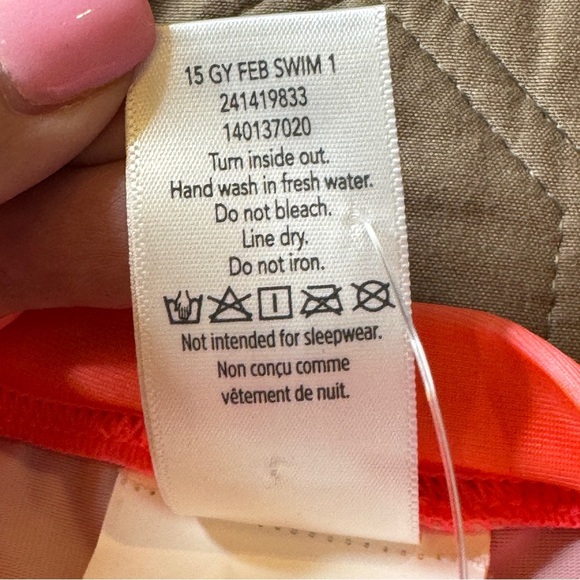 15 GY FEB SWIM 1
241419833
140137020
Turn inside out.
Hand wash in fresh water.
Do not bleach.
Line dry.
Do not iron.
Not intended for sleepwear.
Non conçu comme
vêtement de nuit.